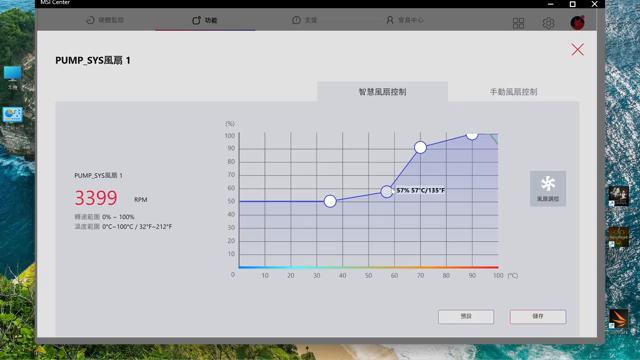 MSI Center
硬體監控
功能
支援
會員中心
PUMP_SYS風扇 1
智慧風扇控制
手動風扇控制
(%)
100
90
80
70
60
50
40
30
20
10
0
10 20 30 40 50 60 70 80 90 100 (℃)
57% 57℃/135℉
PUMP_SYS風扇 1
3399 RPM
轉速範圍 0% ~ 100%
溫度範圍 0℃~100℃ / 32℉~212℉
風扇調控
預設
儲存